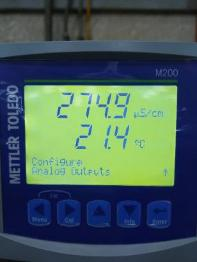 M200
METTLER TOLEDO
274.9 µS/cm
21.4 °C
Configure
Analog Outputs ↑
Menu
Cal
Info
Enter